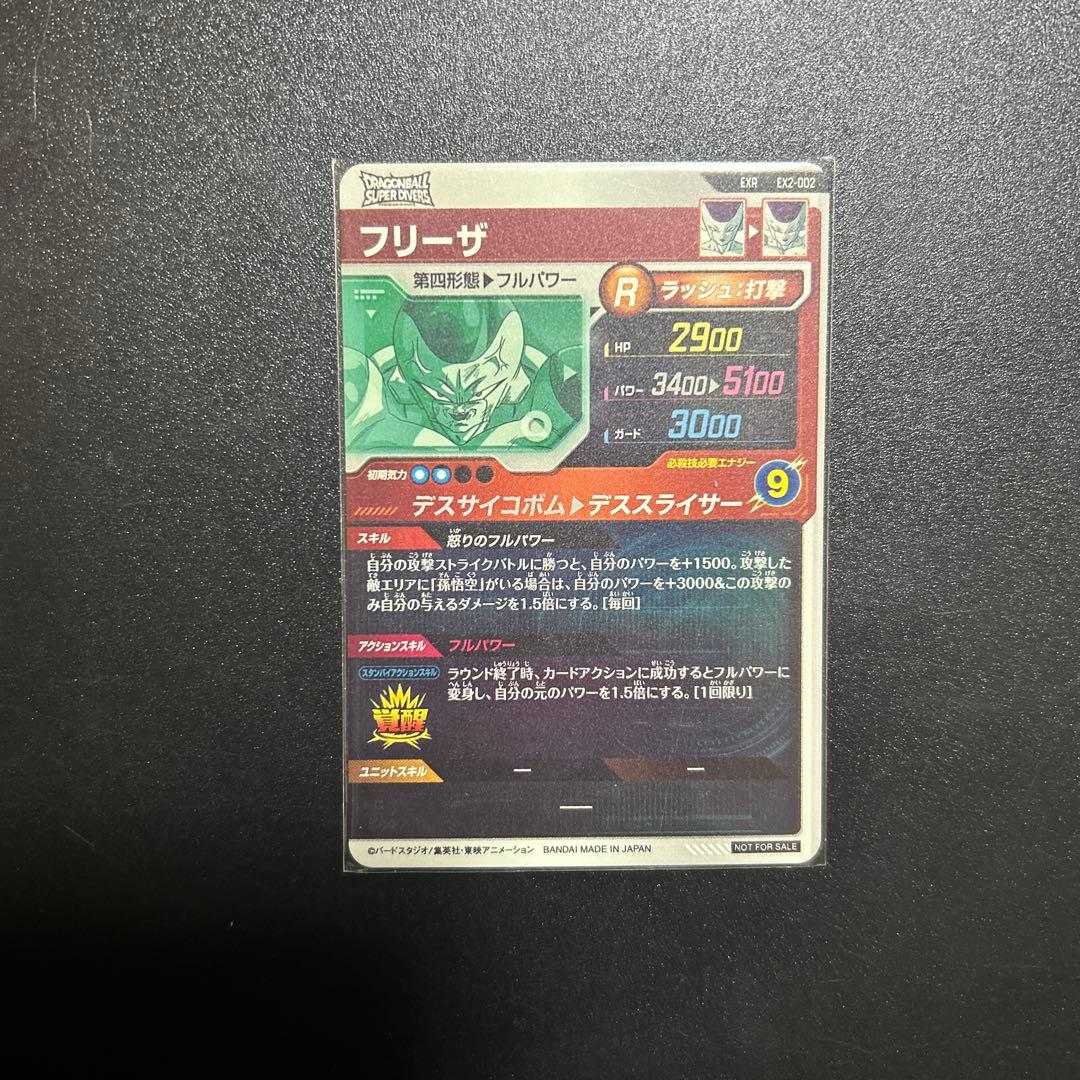 DRAGONBALL
SUPER DIVERS
EXR EX2-002
フリーザ
第四形態▶フルパワー
R ラッシュ:打撃
HP 2900
パワー 3400▶5100
ガード 3000
初期気力
必殺技必要エナジー
9
デスサイコボム▶デススライサー
スキル 怒りのフルパワー
自分の攻撃ストライクバトルに勝つと、自分のパワーを+1500。攻撃した
敵エリアに「孫悟空」がいる場合は、自分のパワーを+3000&この攻撃の
み自分の与えるダメージを1.5倍にする。[毎回]
アクションスキル フルパワー
スタンバイアクションスキル
覚醒
ラウンド終了時、カードアクションに成功するとフルパワーに
変身し、自分の元のパワーを1.5倍にする。[1回限り]
ユニットスキル ー ー
ー
©バードスタジオ/集英社・東映アニメーション BANDAI MADE IN JAPAN
NOT FOR SALE